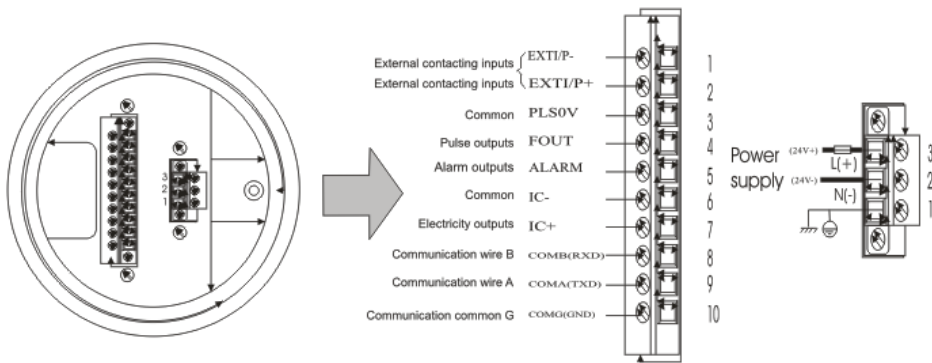 3
2
1
External contacting inputs EXTI/P- 1
External contacting inputs EXTI/P+ 2
Common PLS0V 3
Pulse outputs FOUT 4
Alarm outputs ALARM 5
Common IC- 6
Electricity outputs IC+ 7
Communication wire B COMB(RXD) 8
Communication wire A COMA(TXD) 9
Communication common G COMG(GND) 10
Power supply
(24V+) L(+) 3
(24V-) N(-) 2
1